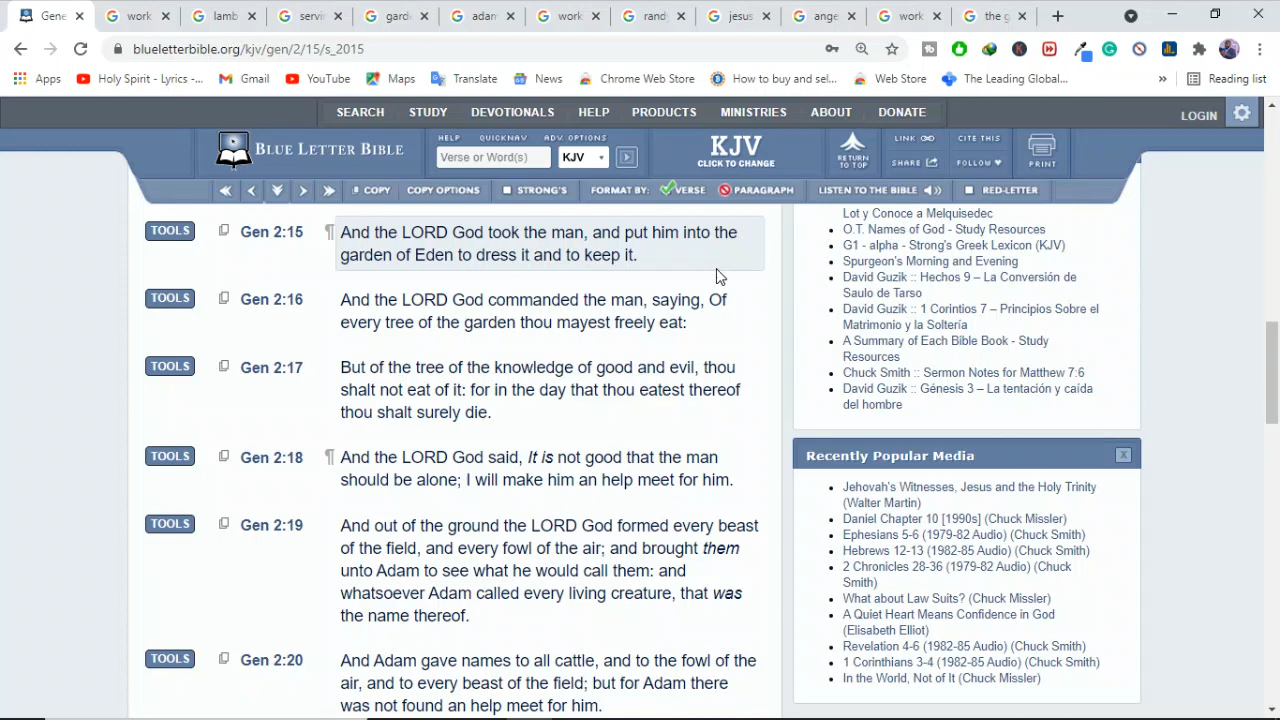 Gene
work
lamb
servi
gard
adam
work
rand
jesus
ange
work
the g
blueletterbible.org/kjv/gen/2/15/s_2015
Apps
Holy Spirit - Lyrics -...
Gmail
YouTube
Maps
Translate
News
Chrome Web Store
How to buy and sel...
Web Store
The Leading Global...
»
Reading list
SEARCH
STUDY
DEVOTIONALS
HELP
PRODUCTS
MINISTRIES
ABOUT
DONATE
LOGIN
BLUE LETTER BIBLE
HELP
QUICKNAV
ADV. OPTIONS
Verse or Word(s)
KJV
KJV
CLICK TO CHANGE
RETURN
TO TOP
LINK
CITE THIS
SHARE
FOLLOW
PRINT
COPY
COPY OPTIONS
STRONG'S
FORMAT BY:
VERSE
PARAGRAPH
LISTEN TO THE BIBLE
RED-LETTER
TOOLS
Gen 2:15
¶ And the LORD God took the man, and put him into the
garden of Eden to dress it and to keep it.
TOOLS
Gen 2:16
And the LORD God commanded the man, saying, Of
every tree of the garden thou mayest freely eat:
TOOLS
Gen 2:17
But of the tree of the knowledge of good and evil, thou
shalt not eat of it: for in the day that thou eatest thereof
thou shalt surely die.
TOOLS
Gen 2:18
¶ And the LORD God said, It is not good that the man
should be alone; I will make him an help meet for him.
TOOLS
Gen 2:19
And out of the ground the LORD God formed every beast
of the field, and every fowl of the air; and brought them
unto Adam to see what he would call them: and
whatsoever Adam called every living creature, that was
the name thereof.
TOOLS
Gen 2:20
And Adam gave names to all cattle, and to the fowl of the
air, and to every beast of the field; but for Adam there
was not found an help meet for him.
Lot y Conoce a Melquisedec
O.T. Names of God - Study Resources
G1 - alpha - Strong's Greek Lexicon (KJV)
Spurgeon's Morning and Evening
David Guzik :: Hechos 9 – La Conversión de
Saulo de Tarso
David Guzik :: 1 Corintios 7 – Principios Sobre el
Matrimonio y la Soltería
A Summary of Each Bible Book - Study
Resources
Chuck Smith :: Sermon Notes for Matthew 7:6
David Guzik :: Génesis 3 – La tentación y caída
del hombre
Recently Popular Media
X
Jehovah's Witnesses, Jesus and the Holy Trinity
(Walter Martin)
Daniel Chapter 10 [1990s] (Chuck Missler)
Ephesians 5-6 (1979-82 Audio) (Chuck Smith)
Hebrews 12-13 (1982-85 Audio) (Chuck Smith)
2 Chronicles 28-36 (1979-82 Audio) (Chuck
Smith)
What about Law Suits? (Chuck Missler)
A Quiet Heart Means Confidence in God
(Elisabeth Elliot)
Revelation 4-6 (1982-85 Audio) (Chuck Smith)
1 Corinthians 3-4 (1982-85 Audio) (Chuck Smith)
In the World, Not of It (Chuck Missler)